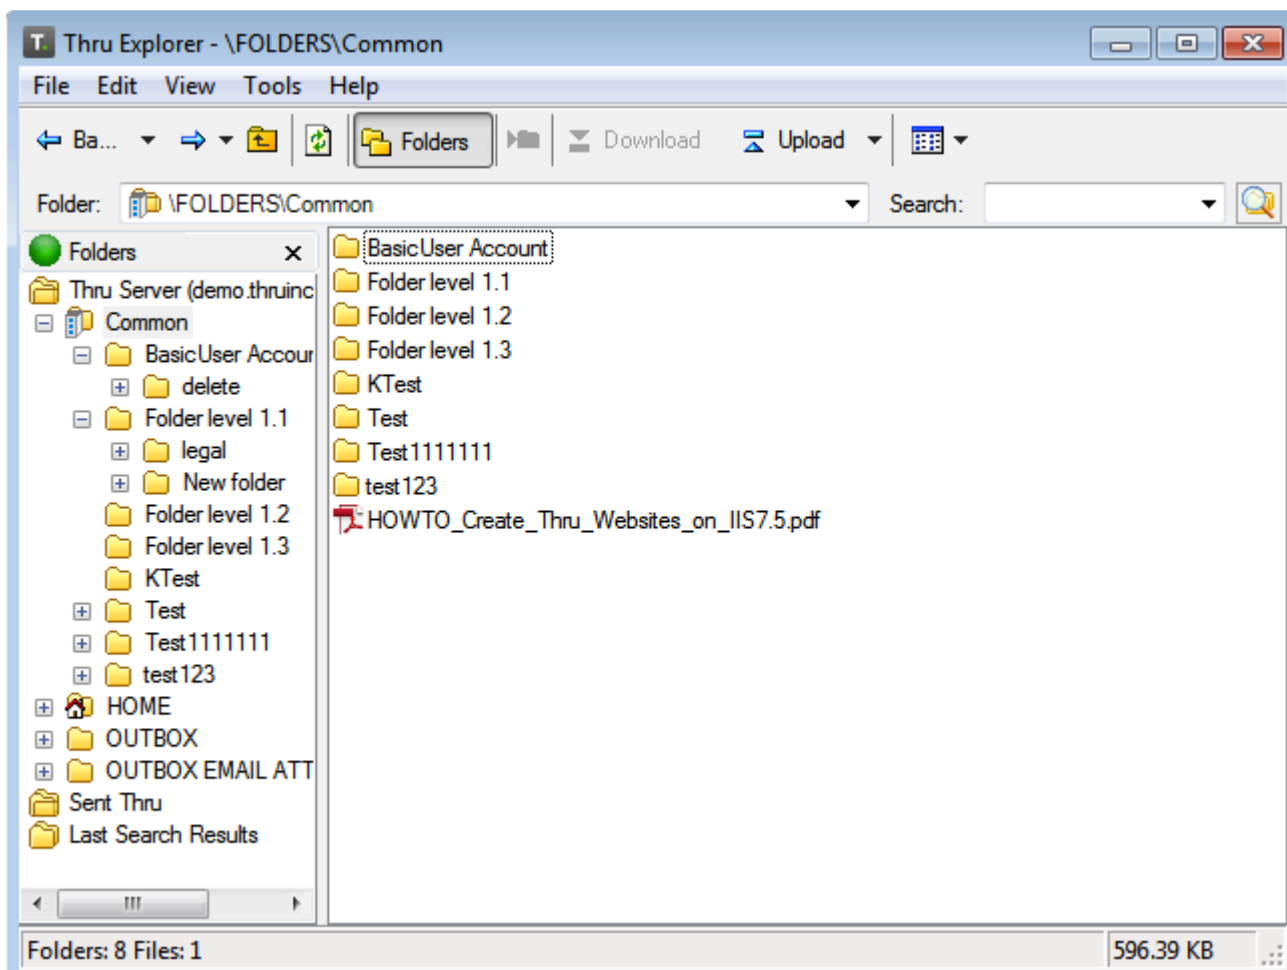 Thru Explorer - \FOLDERS\Common
File Edit View Tools Help
Ba... Folders Download Upload
Folder: \FOLDERS\Common Search:
Folders
Thru Server (demo.thruinc
Common
BasicUser Accour
delete
Folder level 1.1
legal
New folder
Folder level 1.2
Folder level 1.3
KTest
Test
Test1111111
test123
HOME
OUTBOX
OUTBOX EMAIL ATT
Sent Thru
Last Search Results
BasicUser Account
Folder level 1.1
Folder level 1.2
Folder level 1.3
KTest
Test
Test1111111
test123
HOWTO_Create_Thru_Websites_on_IIS7.5.pdf
Folders: 8 Files: 1 596.39 KB